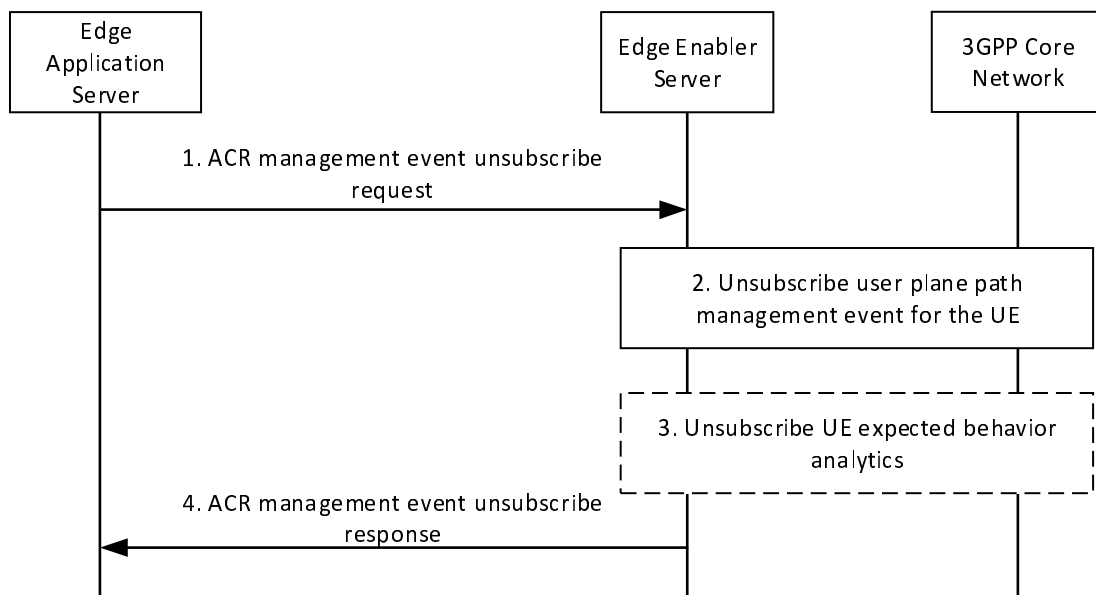 Edge
Application
Server
Edge Enabler
Server
3GPP Core
Network
1. ACR management event unsubscribe
request
2. Unsubscribe user plane path
management event for the UE
3. Unsubscribe UE expected behavior
analytics
4. ACR management event unsubscribe
response